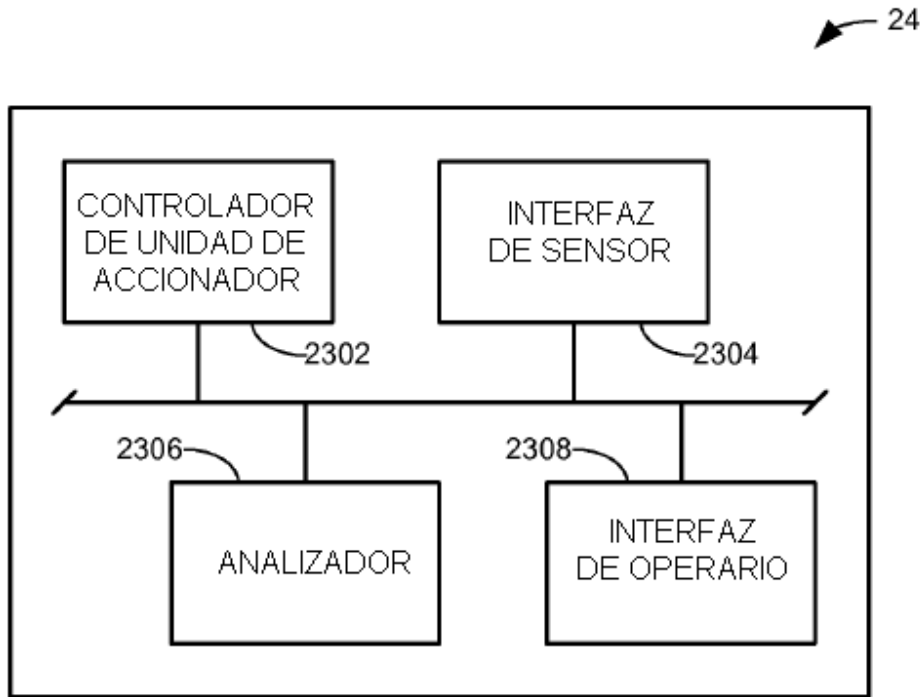 24
CONTROLADOR
DE UNIDAD DE
ACCIONADOR
INTERFAZ
DE SENSOR
2302
2304
2306
2308
ANALIZADOR
INTERFAZ
DE OPERARIO